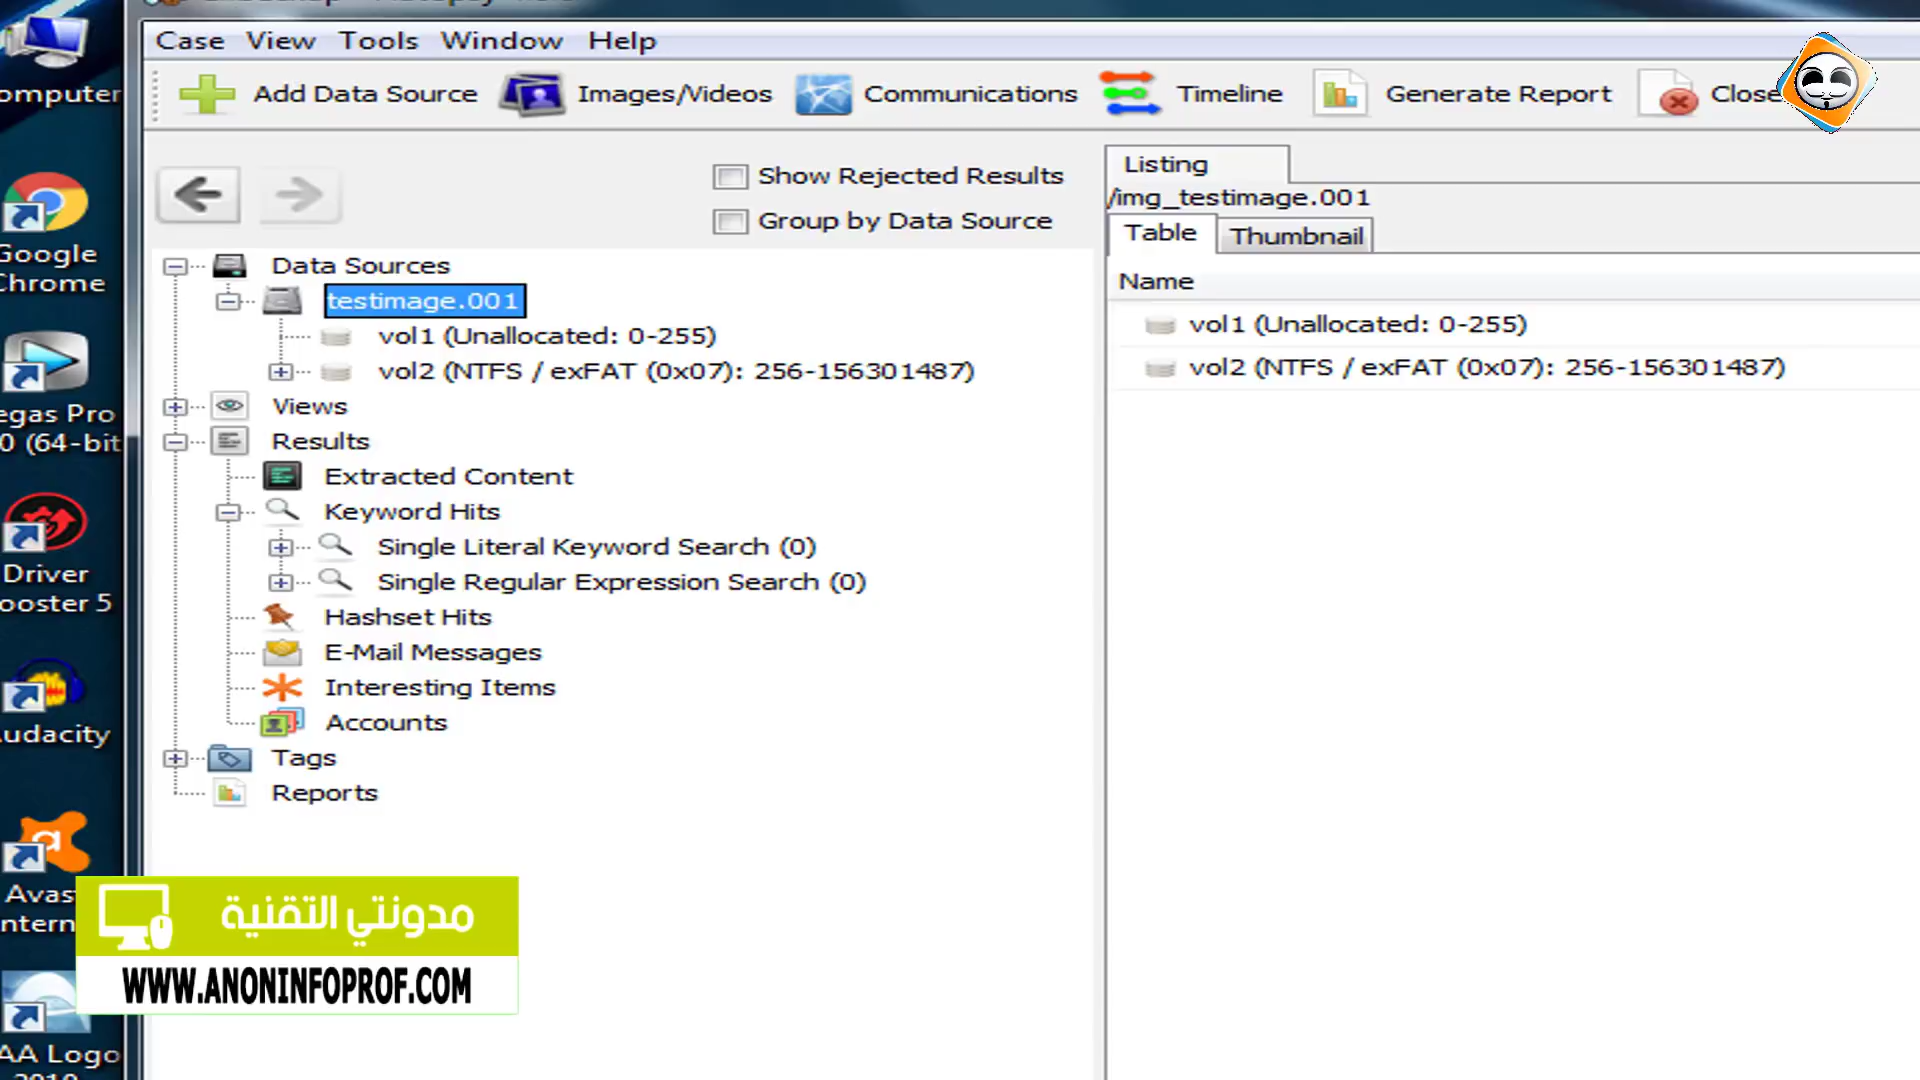 Case View Tools Window Help
Add Data Source Images/Videos Communications Timeline Generate Report Close
Show Rejected Results
Group by Data Source
Data Sources
testimage.001
vol1 (Unallocated: 0-255)
vol2 (NTFS / exFAT (0x07): 256-156301487)
Views
Results
Extracted Content
Keyword Hits
Single Literal Keyword Search (0)
Single Regular Expression Search (0)
Hashset Hits
E-Mail Messages
Interesting Items
Accounts
Tags
Reports
Listing
/img_testimage.001
Table Thumbnail
Name
vol1 (Unallocated: 0-255)
vol2 (NTFS / exFAT (0x07): 256-156301487)
omputer
Google
Chrome
egas Pro
0 (64-bit
Driver
ooster 5
udacity
Avas
ntern
AA Logo
مدونتي التقنية
WWW.ANONINFOPROF.COM